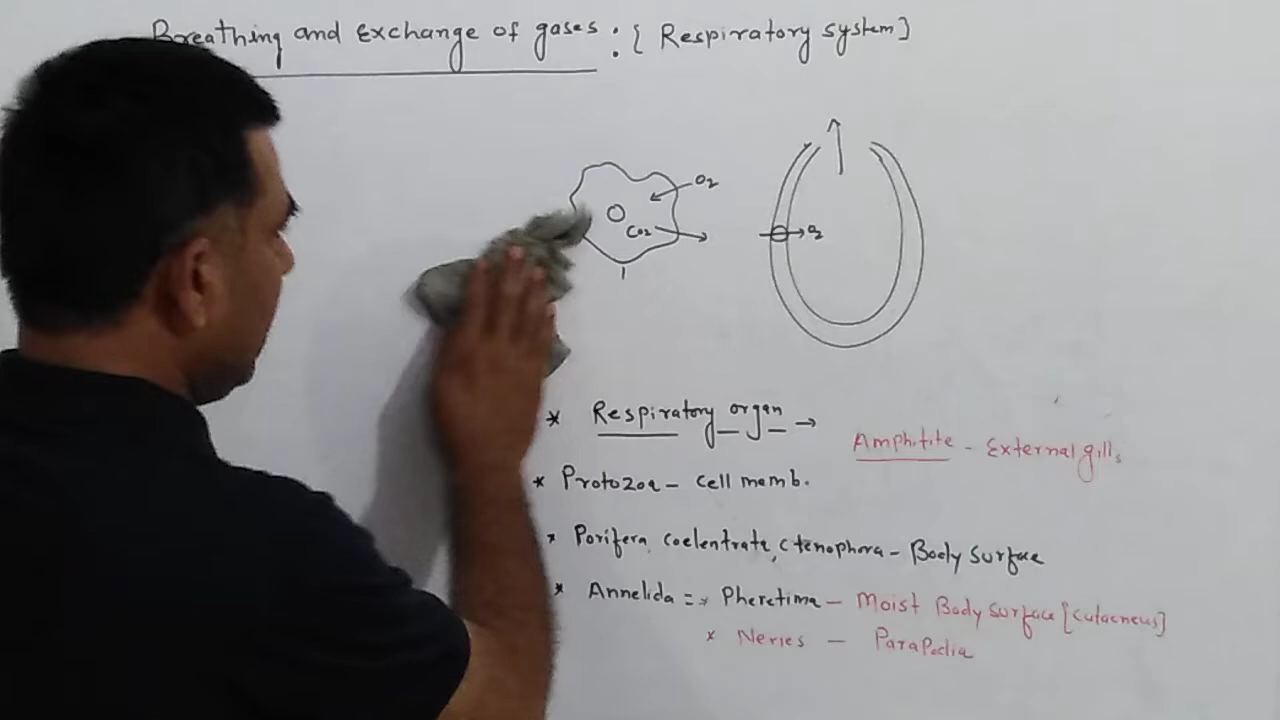 Breathing and Exchange of gases : [ Respiratory system ]
O2
CO2
O2
* Respiratory organ →
Amphitite - External gills
* Protozoa - cell memb.
* Porifera, coelentrate, ctenophora - Body surface
* Annelida = * Pheretima - Moist Body surface [cutaneus]
* Neries - Parapodia